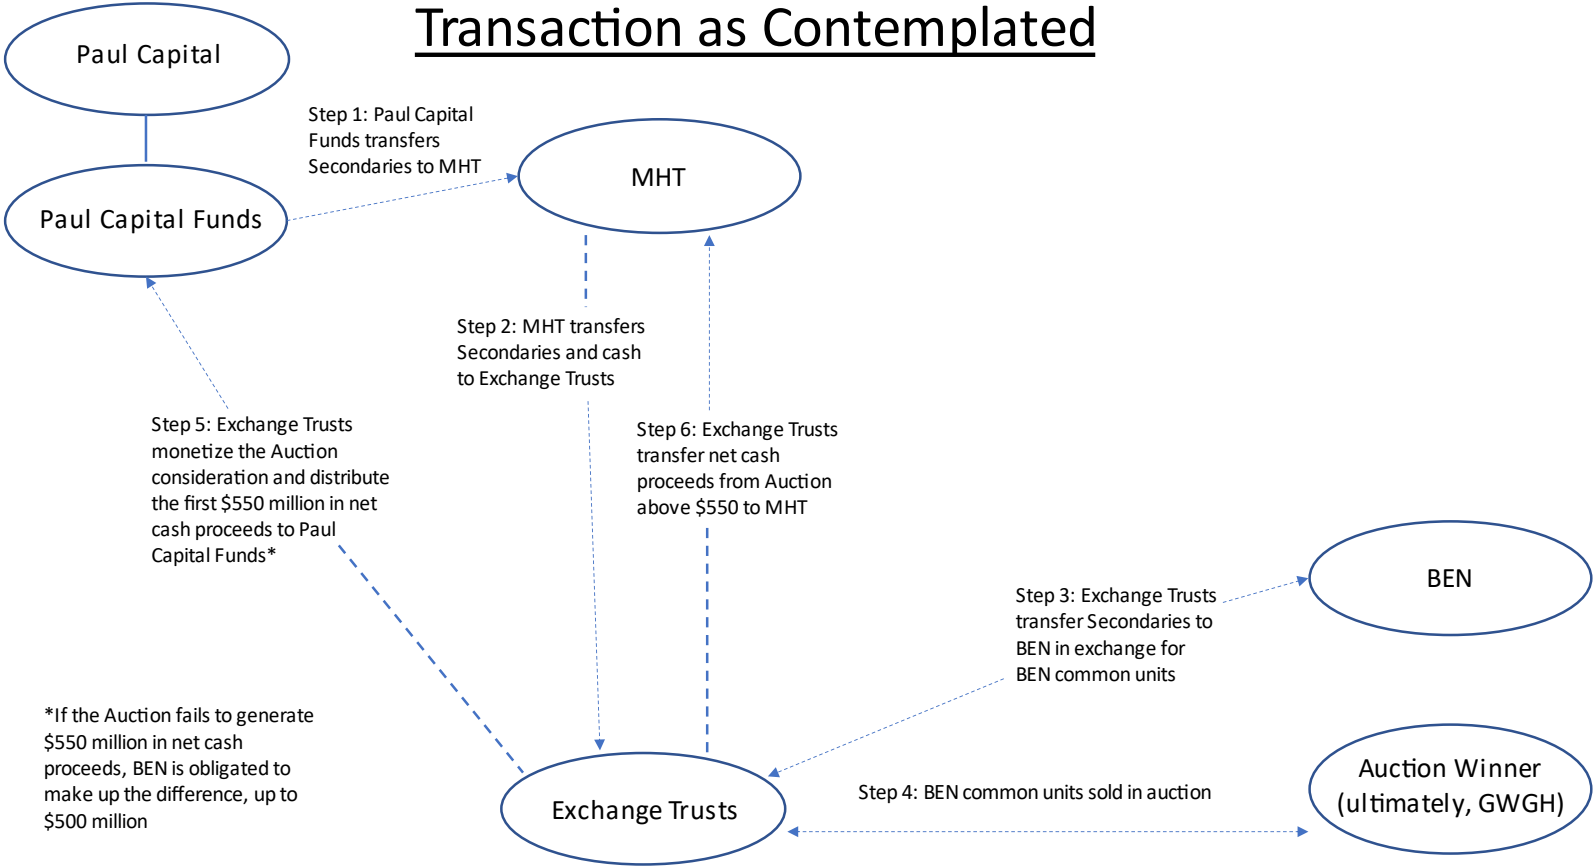 Transaction as Contemplated
Paul Capital
Paul Capital Funds
Step 1: Paul Capital
Funds transfers
Secondaries to MHT
MHT
Step 2: MHT transfers
Secondaries and cash
to Exchange Trusts
Step 5: Exchange Trusts
monetize the Auction
consideration and distribute
the first $550 million in net
cash proceeds to Paul
Capital Funds*
Step 6: Exchange Trusts
transfer net cash
proceeds from Auction
above $550 to MHT
Step 3: Exchange Trusts
transfer Secondaries to
BEN in exchange for
BEN common units
BEN
*If the Auction fails to generate
$550 million in net cash
proceeds, BEN is obligated to
make up the difference, up to
$500 million
Exchange Trusts
Step 4: BEN common units sold in auction
Auction Winner
(ultimately, GWGH)